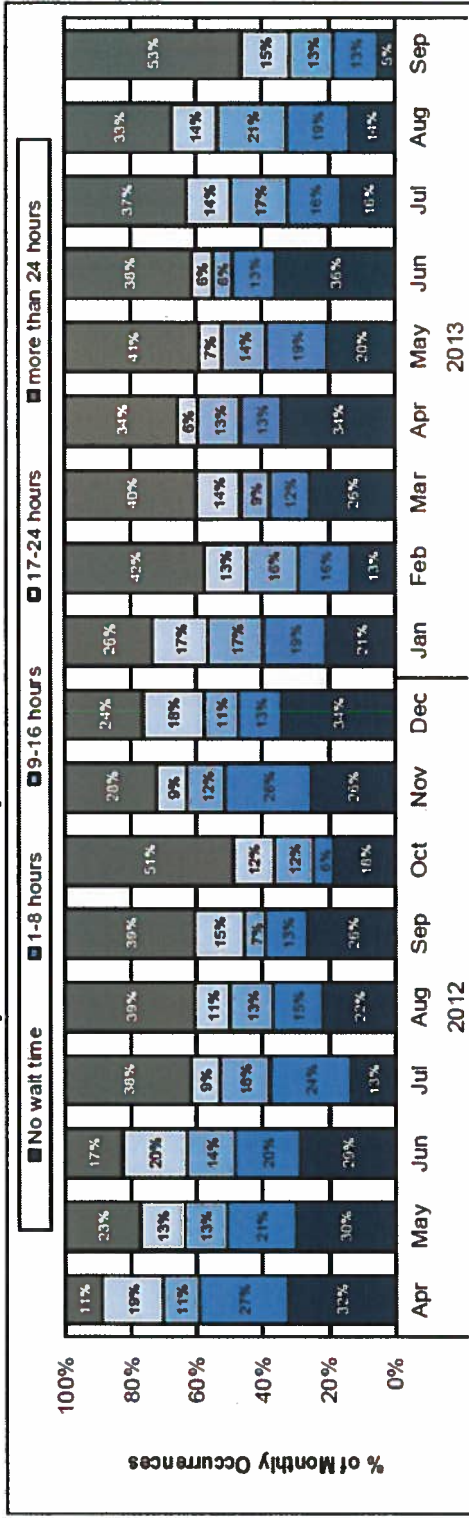 No wait time 1-8 hours 9-16 hours 17-24 hours more than 24 hours
% of Monthly Occurrences
100%
80%
60%
40%
20%
0%
11% 23% 17% 38% 39% 39% 51% 28% 24% 26% 42% 40% 34% 41% 38% 37% 33% 53%
19% 13% 20% 9% 11% 15% 12% 9% 18% 17% 13% 14% 6% 7% 6% 14% 14% 15%
11% 13% 14% 16% 13% 7% 12% 12% 11% 17% 16% 9% 13% 14% 6% 17% 21% 13%
27% 21% 20% 24% 15% 13% 6% 26% 13% 19% 16% 12% 13% 19% 13% 16% 19% 13%
32% 30% 29% 13% 22% 26% 18% 26% 34% 21% 13% 26% 34% 20% 36% 16% 14% 5%
Apr May Jun Jul Aug Sep Oct Nov Dec Jan Feb Mar Apr May Jun Jul Aug Sep
2012 2013